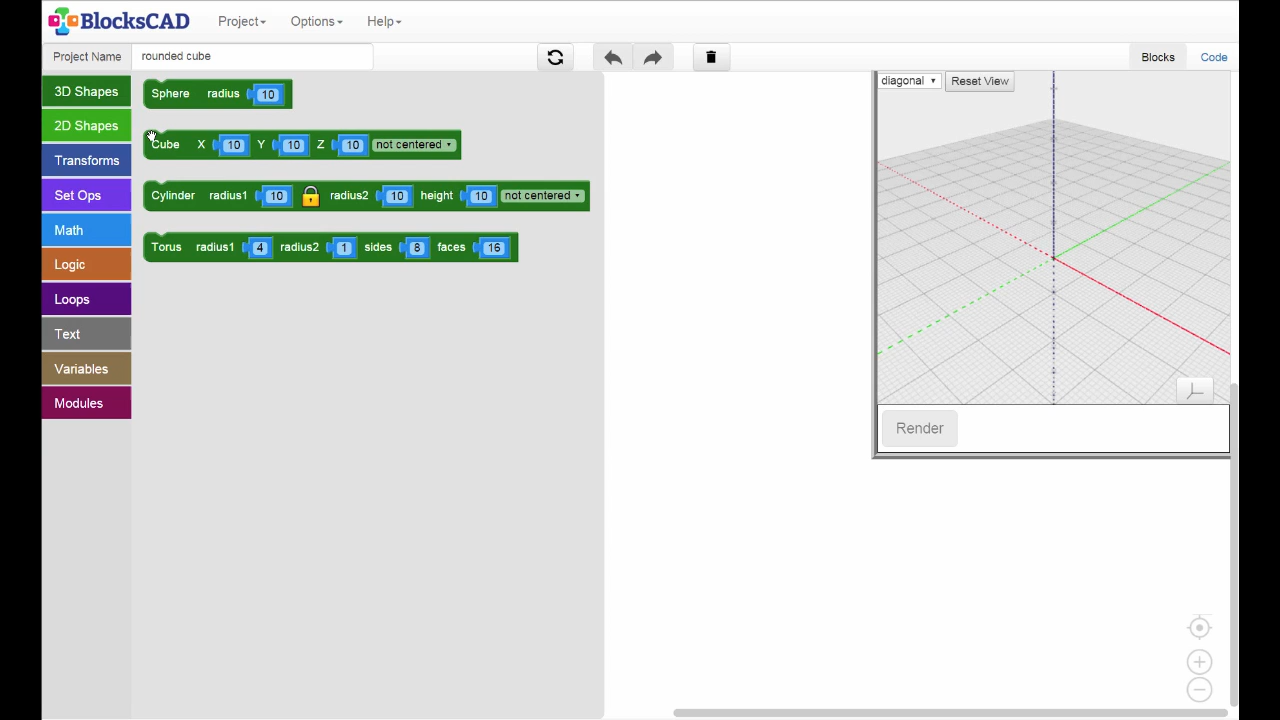 BlocksCAD Project Options Help
Project Name rounded cube Blocks Code
3D Shapes
2D Shapes
Transforms
Set Ops
Math
Logic
Loops
Text
Variables
Modules
Sphere radius 10
Cube X 10 Y 10 Z 10 not centered
Cylinder radius1 10 radius2 10 height 10 not centered
Torus radius1 4 radius2 1 sides 8 faces 16
diagonal Reset View
Render